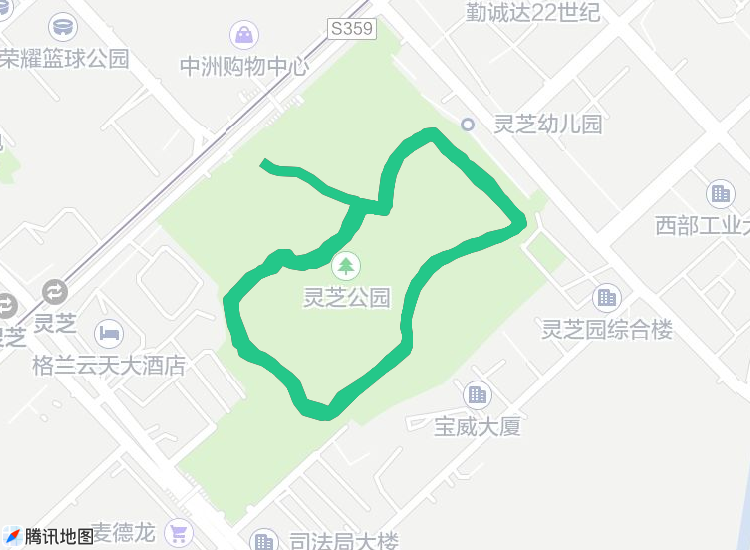 勤诚达22世纪
S359
荣耀篮球公园
中洲购物中心
灵芝幼儿园
西部工业大
灵芝公园
灵芝
灵芝园综合楼
格兰云天大酒店
宝威大厦
麦德龙
腾讯地图
司法局大楼